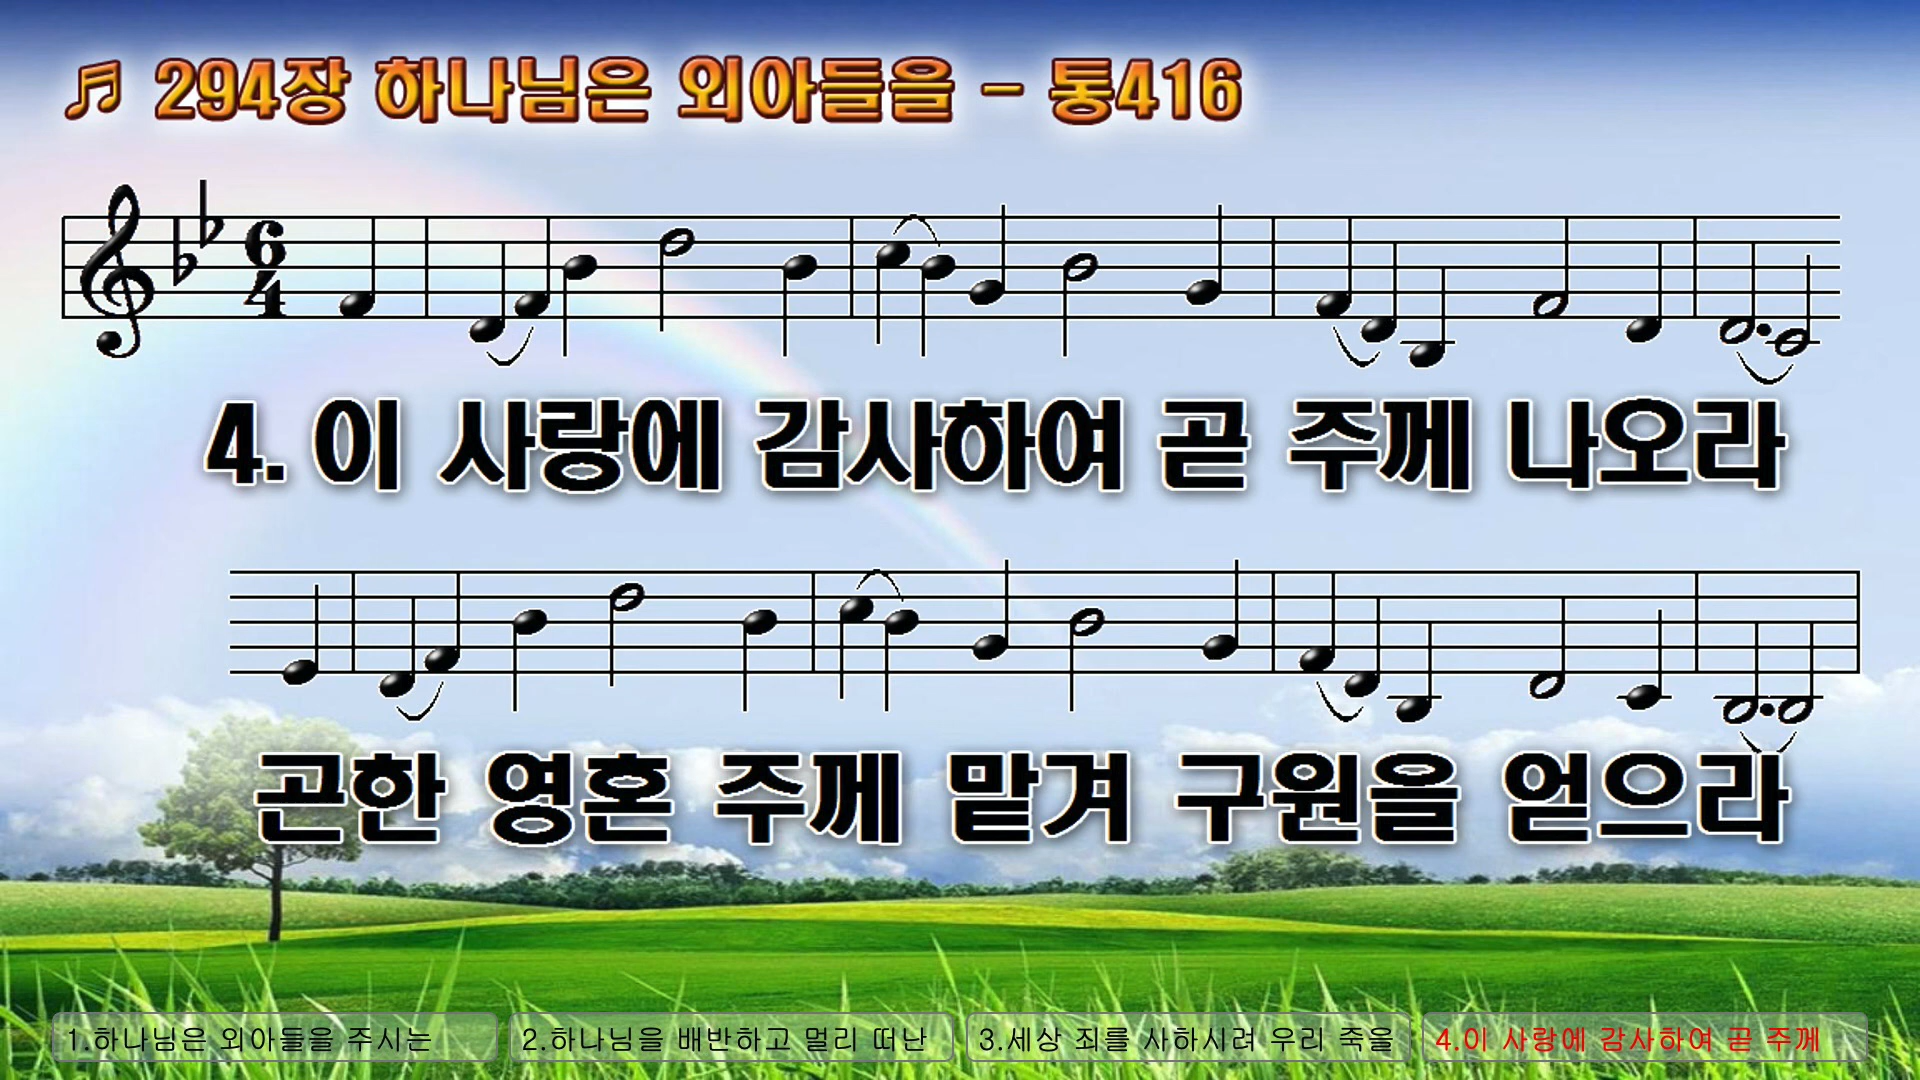 ♬ 294장 하나님은 외아들을 - 통416
6
4
4. 이 사랑에 감사하여 곧 주께 나오라
곤한 영혼 주께 맡겨 구원을 얻으라
1.하나님은 외아들을 주시는
2.하나님을 배반하고 멀리 떠난
3.세상 죄를 사하시려 우리 죽을
4.이 사랑에 감사하여 곧 주께